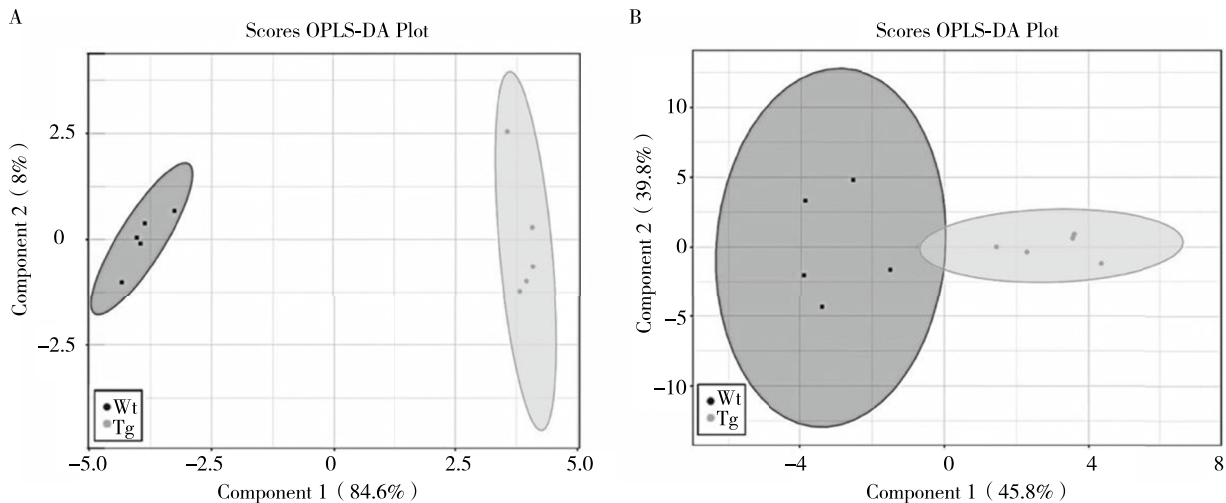 A
Scores OPLS-DA Plot
Component 2 ( 8% )
2.5
0
−2.5
Wt
Tg
−5.0 −2.5 0 2.5 5.0
Component 1 ( 84.6% )
B
Scores OPLS-DA Plot
Component 2 ( 39.8% )
10
5
0
−5
−10
Wt
Tg
−4 0 4 8
Component 1 ( 45.8% )